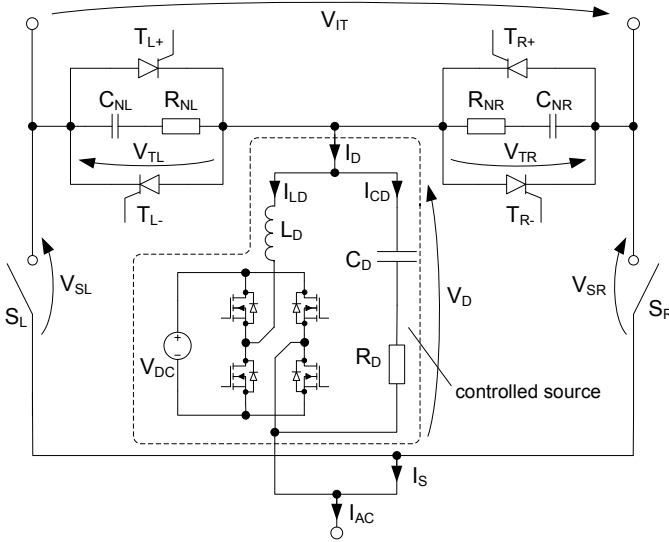 V_IT
T_L+
T_R+
C_NL
R_NL
R_NR
C_NR
V_TL
I_D
V_TR
T_L-
I_LD
I_CD
T_R-
L_D
C_D
V_SL
V_D
V_SR
S_L
S_R
V_DC
+
−
R_D
controlled source
I_S
I_AC